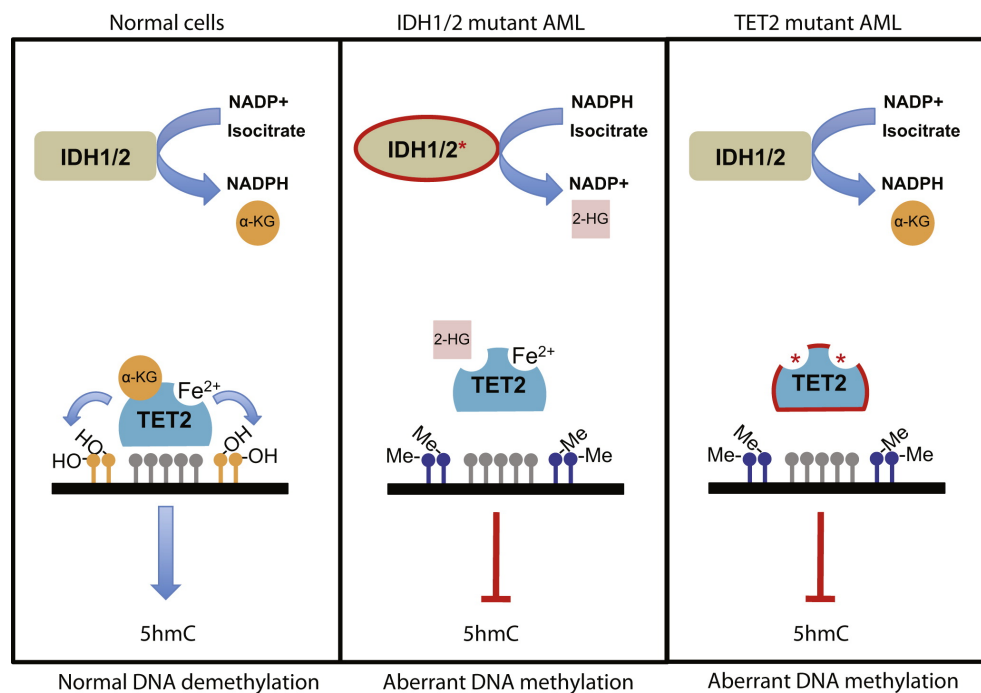 Normal cells
NADP+
Isocitrate
IDH1/2
NADPH
α-KG
α-KG
Fe2+
TET2
HO
HO-
-OH
-OH
5hmC
Normal DNA demethylation
IDH1/2 mutant AML
NADPH
Isocitrate
IDH1/2*
NADP+
2-HG
2-HG
Fe2+
TET2
Me-
Me-
-Me
-Me
5hmC
Aberrant DNA methylation
TET2 mutant AML
NADP+
Isocitrate
IDH1/2
NADPH
α-KG
* *
TET2
Me-
Me-
-Me
-Me
5hmC
Aberrant DNA methylation